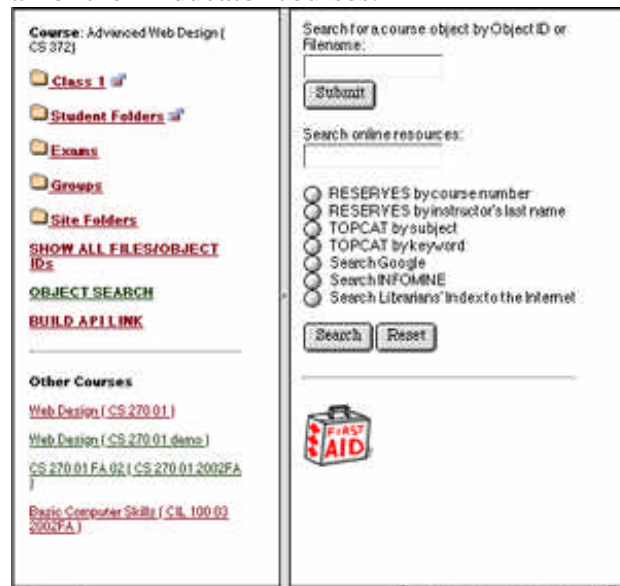 Course: Advanced Web Design (
CS 372)
Class 1
Student Folders
Exams
Groups
Site Folders
SHOW ALL FILES/OBJECT
IDs
OBJECT SEARCH
BUILD API LINK
Other Courses
Web Design ( CS 270 01 )
Web Design ( CS 270 01 demo )
CS 270 01 FA 02 ( CS 270 01 2002FA
)
Basic Computer Skills ( CIL 100 03
2002FA )
Search for a course object by Object ID or
Filename:
Submit
Search online resources:
RESERVES by course number
RESERVES by instructor's last name
TOPCAT by subject
TOPCAT by keyword
Search Google
Search INFOMINE
Search Librarians' Index to the Internet
Search Reset
FIRST
AID